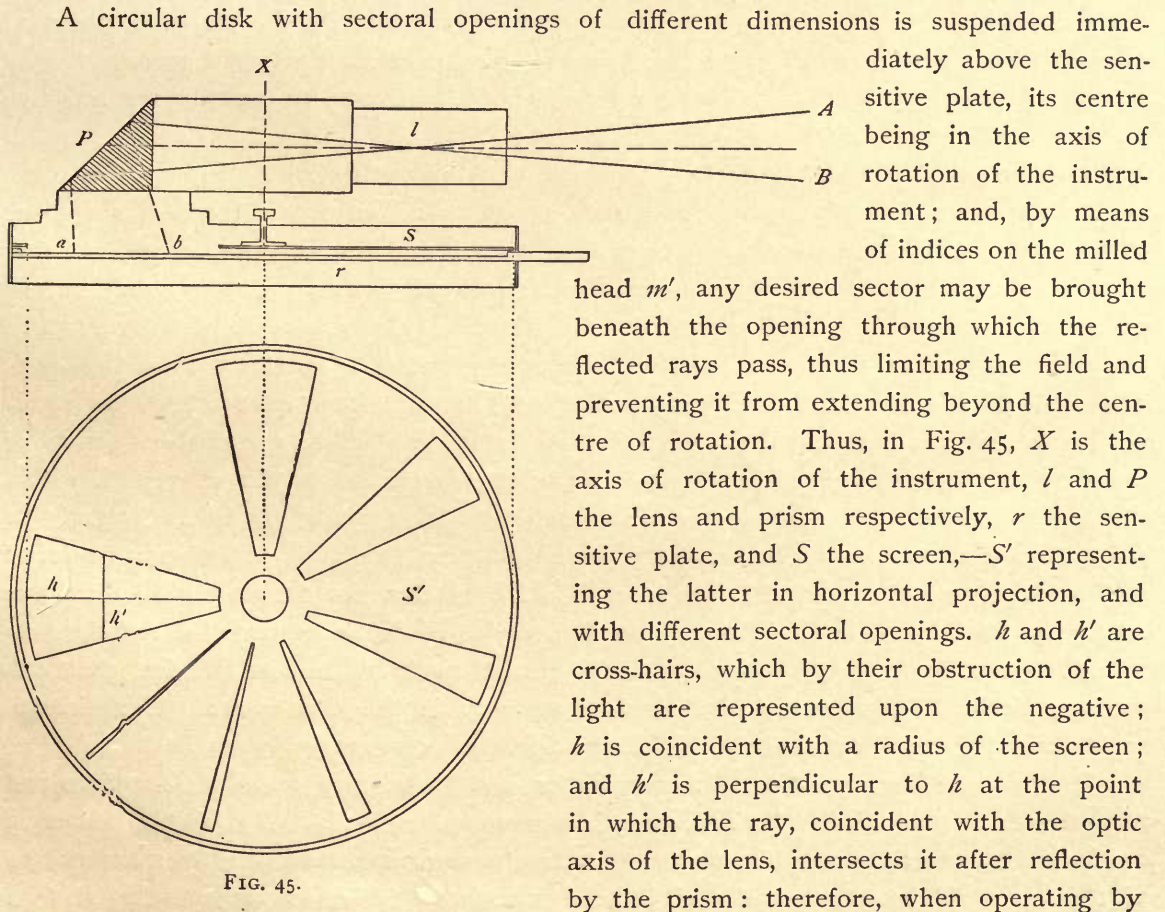 A circular disk with sectoral openings of different dimensions is suspended imme-
diately above the sen-
sitive plate, its centre
being in the axis of
rotation of the instru-
ment; and, by means
of indices on the milled
head m′, any desired sector may be brought
beneath the opening through which the re-
flected rays pass, thus limiting the field and
preventing it from extending beyond the cen-
tre of rotation. Thus, in Fig. 45, X is the
axis of rotation of the instrument, l and P
the lens and prism respectively, r the sen-
sitive plate, and S the screen,—S′ represent-
ing the latter in horizontal projection, and
with different sectoral openings. h and h′ are
cross-hairs, which by their obstruction of the
light are represented upon the negative;
h is coincident with a radius of the screen;
and h′ is perpendicular to h at the point
in which the ray, coincident with the optic
axis of the lens, intersects it after reflection
by the prism: therefore, when operating by
X
P
l
A
B
a
b
S
r
h
h′
S′
FIG. 45.